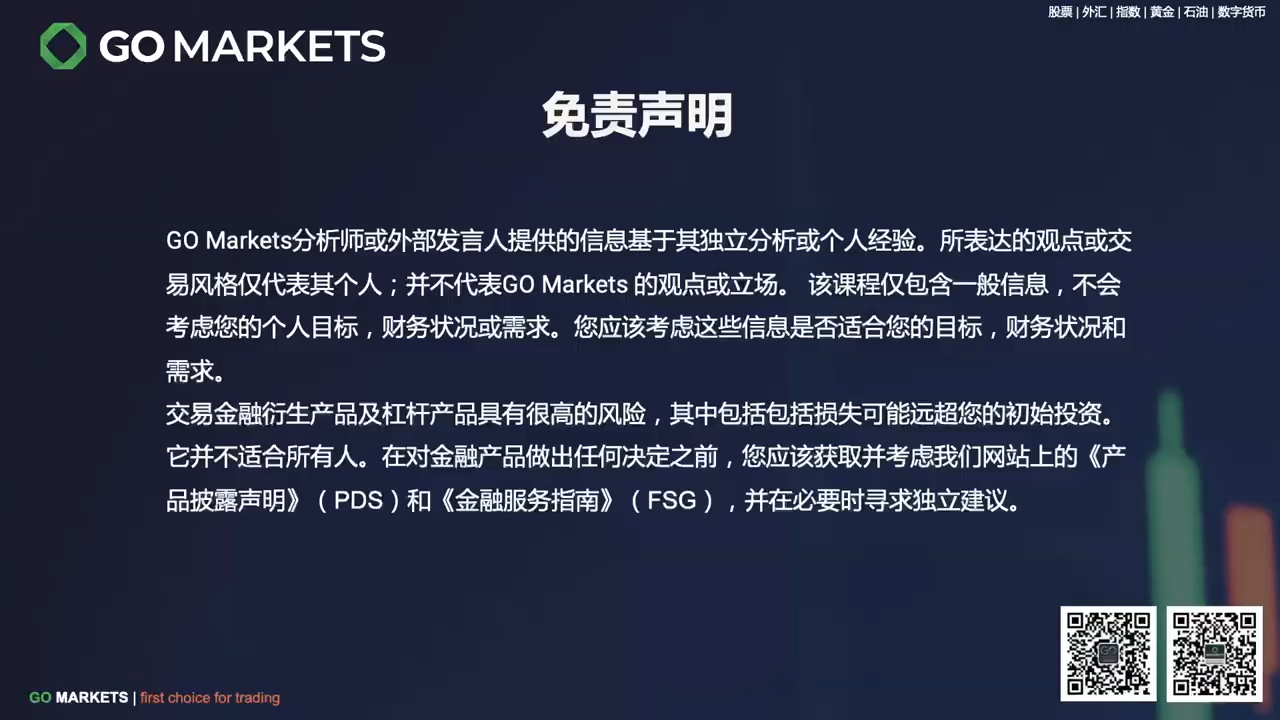 股票 | 外汇 | 指数 | 黄金 | 石油 | 数字货币
GO MARKETS
免责声明
GO Markets分析师或外部发言人提供的信息基于其独立分析或个人经验。所表达的观点或交
易风格仅代表其个人；并不代表GO Markets 的观点或立场。 该课程仅包含一般信息，不会
考虑您的个人目标，财务状况或需求。您应该考虑这些信息是否适合您的目标，财务状况和
需求。
交易金融衍生产品及杠杆产品具有很高的风险，其中包括包括损失可能远超您的初始投资。
它并不适合所有人。在对金融产品做出任何决定之前，您应该获取并考虑我们网站上的《产
品披露声明》（PDS）和《金融服务指南》（FSG），并在必要时寻求独立建议。
GO MARKETS | first choice for trading